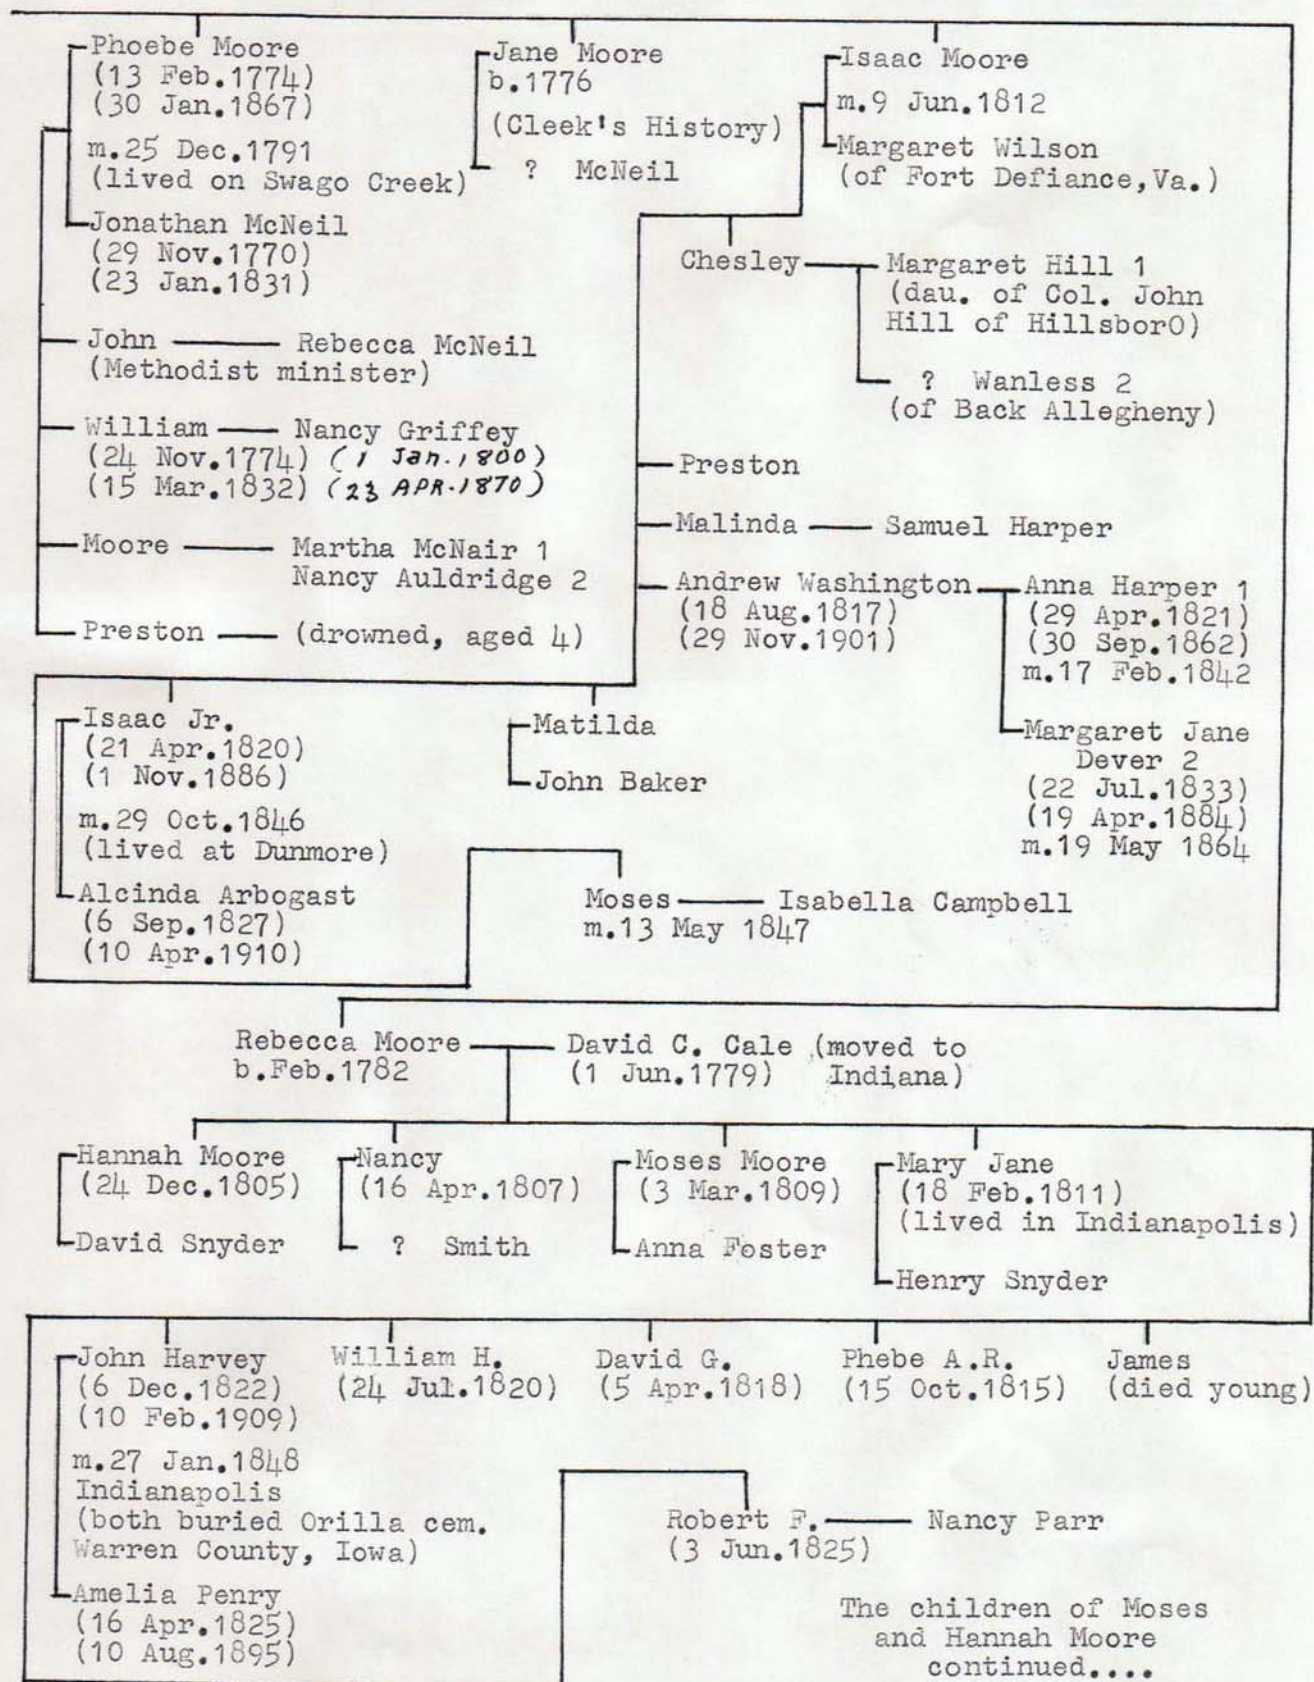 Phoebe Moore
(13 Feb.1774)
(30 Jan.1867)
m.25 Dec.1791
(lived on Swago Creek)
Jonathan McNeil
(29 Nov.1770)
(23 Jan.1831)
Jane Moore
b.1776
(Cleek's History)
? McNeil
Isaac Moore
m.9 Jun.1812
Margaret Wilson
(of Fort Defiance,Va.)
John Rebecca McNeil
(Methodist minister)
William Nancy Griffey
(24 Nov.1774) (1 Jan.1800)
(15 Mar.1832) (23 APR.1870)
Moore Martha McNair 1
Nancy Auldridge 2
Preston (drowned, aged 4)
Chesley Margaret Hill 1
(dau. of Col. John
Hill of HillsborO)
? Wanless 2
(of Back Allegheny)
Preston
Malinda Samuel Harper
Andrew Washington Anna Harper 1
(18 Aug.1817) (29 Apr.1821)
(29 Nov.1901) (30 Sep.1862)
m.17 Feb.1842
Margaret Jane
Dever 2
(22 Jul.1833)
(19 Apr.1884)
m.19 May 1864
Isaac Jr.
(21 Apr.1820)
(1 Nov.1886)
m.29 Oct.1846
(lived at Dunmore)
Alcinda Arbogast
(6 Sep.1827)
(10 Apr.1910)
Matilda
John Baker
Moses Isabella Campbell
m.13 May 1847
Rebecca Moore David C. Cale (moved to
b.Feb.1782 (1 Jun.1779) Indiana)
Hannah Moore
(24 Dec.1805)
David Snyder
Nancy
(16 Apr.1807)
? Smith
Moses Moore
(3 Mar.1809)
Anna Foster
Mary Jane
(18 Feb.1811)
(lived in Indianapolis)
Henry Snyder
John Harvey
(6 Dec.1822)
(10 Feb.1909)
m.27 Jan.1848
Indianapolis
(both buried Orilla cem.
Warren County, Iowa)
Amelia Penry
(16 Apr.1825)
(10 Aug.1895)
William H.
(24 Jul.1820)
David G.
(5 Apr.1818)
Phebe A.R.
(15 Oct.1815)
James
(died young)
Robert F. Nancy Parr
(3 Jun.1825)
The children of Moses
and Hannah Moore
continued....